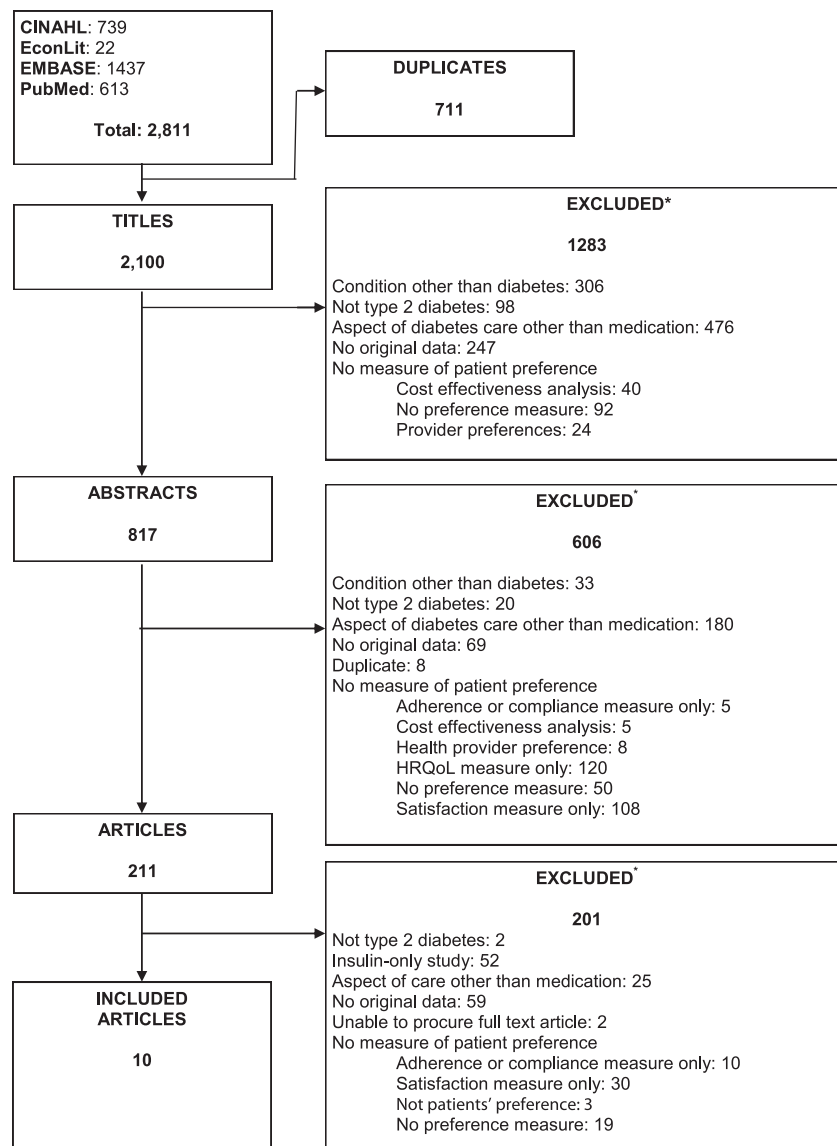 CINAHL: 739
EconLit: 22
EMBASE: 1437
PubMed: 613
Total: 2,811
DUPLICATES
711
TITLES
2,100
EXCLUDED*
1283
Condition other than diabetes: 306
Not type 2 diabetes: 98
Aspect of diabetes care other than medication: 476
No original data: 247
No measure of patient preference
Cost effectiveness analysis: 40
No preference measure: 92
Provider preferences: 24
ABSTRACTS
817
EXCLUDED*
606
Condition other than diabetes: 33
Not type 2 diabetes: 20
Aspect of diabetes care other than medication: 180
No original data: 69
Duplicate: 8
No measure of patient preference
Adherence or compliance measure only: 5
Cost effectiveness analysis: 5
Health provider preference: 8
HRQoL measure only: 120
No preference measure: 50
Satisfaction measure only: 108
ARTICLES
211
EXCLUDED*
201
Not type 2 diabetes: 2
Insulin-only study: 52
Aspect of care other than medication: 25
No original data: 59
Unable to procure full text article: 2
No measure of patient preference
Adherence or compliance measure only: 10
Satisfaction measure only: 30
Not patients' preference: 3
No preference measure: 19
INCLUDED
ARTICLES
10